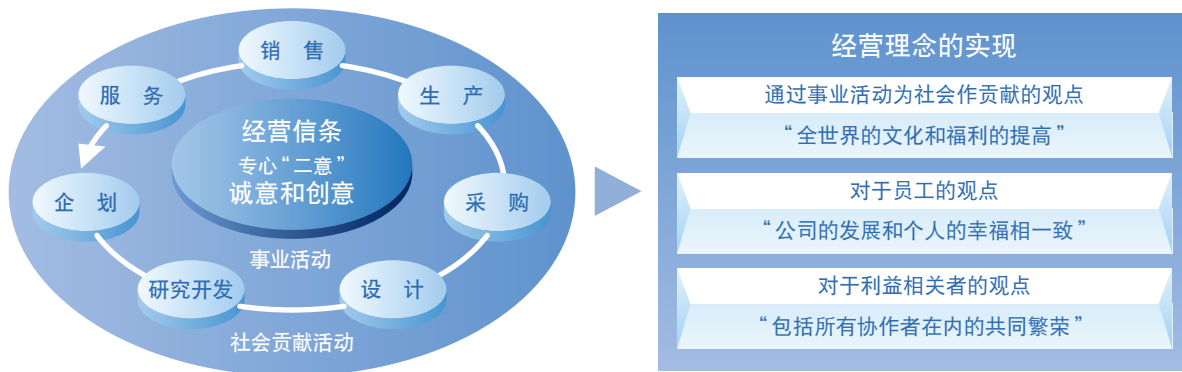 销 售
服 务
生 产
经营信条
专心“二意”
诚意和创意
企 划
采 购
事业活动
研究开发
设 计
社会贡献活动
经营理念的实现
通过事业活动为社会作贡献的观点
“全世界的文化和福利的提高”
对于员工的观点
“公司的发展和个人的幸福相一致”
对于利益相关者的观点
“包括所有协作者在内的共同繁荣”